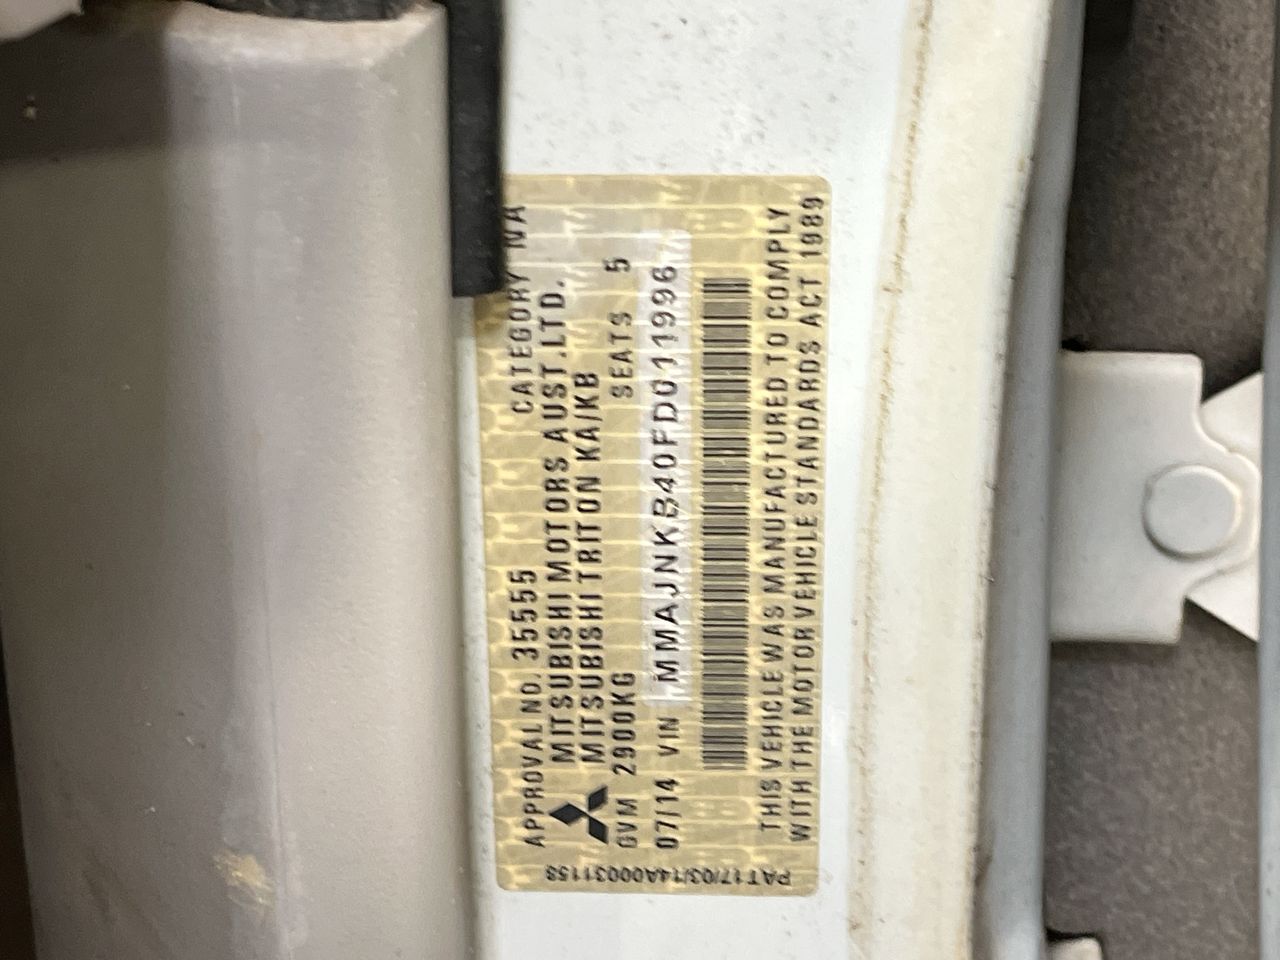 APPROVAL NO. 35555 CATEGORY NA
MITSUBISHI MOTORS AUST.LTD.
MITSUBISHI TRITON KA/KB
GVM 2900KG SEATS 5
07/14 VIN MMAJNKB40FD011996
THIS VEHICLE WAS MANUFACTURED TO COMPLY
WITH THE MOTOR VEHICLE STANDARDS ACT 1989
PAT17/03/14A00031158